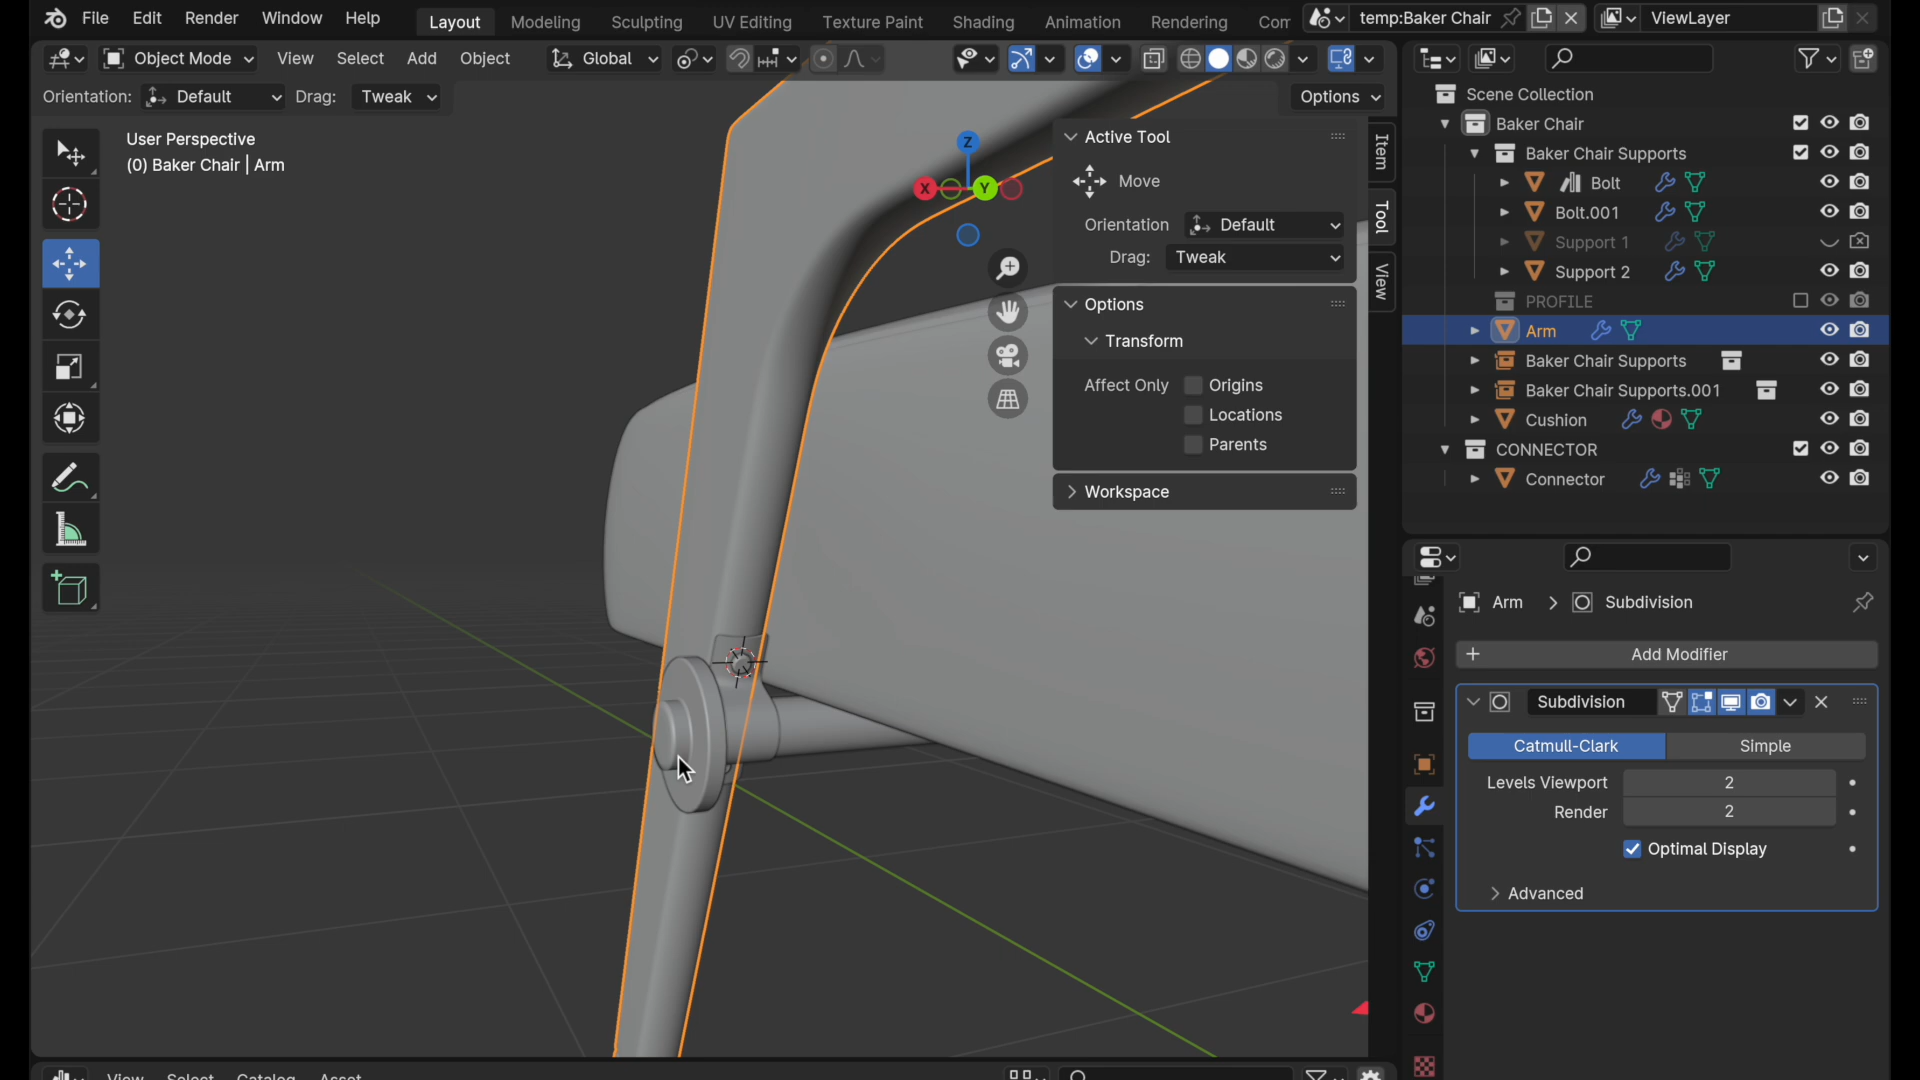 File Edit Render Window Help Layout Modeling Sculpting UV Editing Texture Paint Shading Animation Rendering temp:Baker Chair ViewLayer
Object Mode View Select Add Object Global
Orientation: Default Drag: Tweak Options
User Perspective
(0) Baker Chair | Arm
Z
X
Y
Active Tool
Move
Orientation Default
Drag: Tweak
Options
Transform
Affect Only Origins
Locations
Parents
Workspace
Item
Tool
View
Scene Collection
Baker Chair
Baker Chair Supports
Bolt
Bolt.001
Support 1
Support 2
PROFILE
Arm
Baker Chair Supports
Baker Chair Supports.001
Cushion
CONNECTOR
Connector
Arm > Subdivision
+ Add Modifier
Subdivision
Catmull-Clark Simple
Levels Viewport 2
Render 2
Optimal Display
Advanced
View Select Catalog Asset